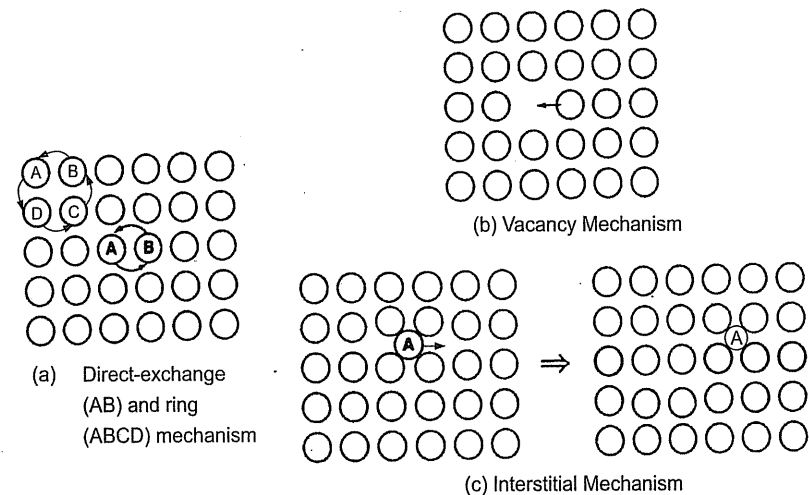 A B
D C
A B
(a) Direct-exchange
(AB) and ring
(ABCD) mechanism
(b) Vacancy Mechanism
A ⇒ A
(c) Interstitial Mechanism